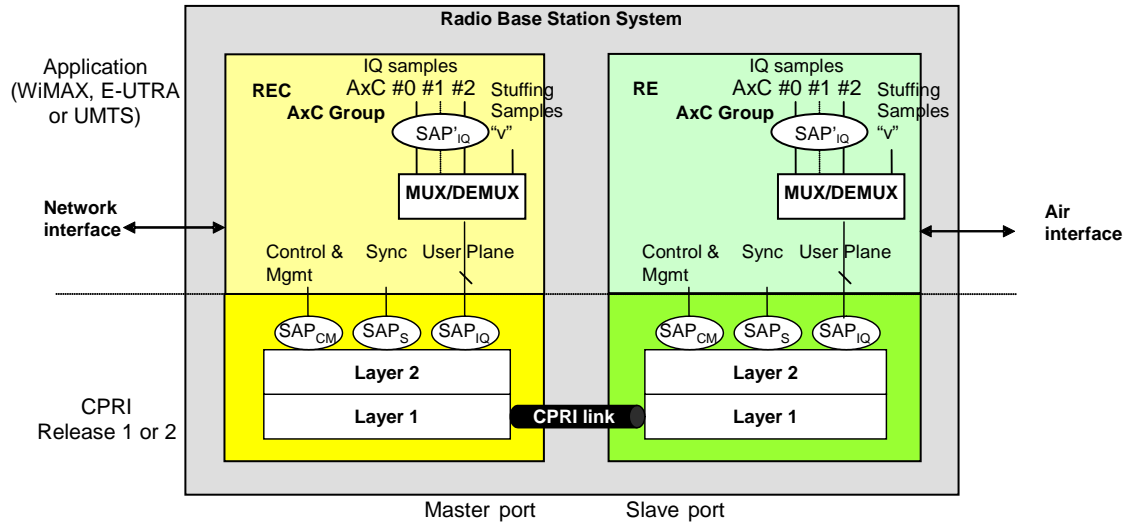 Radio Base Station System
Application
(WiMAX, E-UTRA
or UMTS)
REC
IQ samples
AxC #0 #1 #2
AxC Group
Stuffing
Samples
“v”
SAP’IQ
MUX/DEMUX
RE
IQ samples
AxC #0 #1 #2
AxC Group
Stuffing
Samples
“v”
SAP’IQ
MUX/DEMUX
Network
interface
Air
interface
Control &
Mgmt
Sync
User Plane
Control &
Mgmt
Sync
User Plane
SAPCM
SAPS
SAPIQ
SAPCM
SAPS
SAPIQ
Layer 2
Layer 2
CPRI
Release 1 or 2
Layer 1
CPRI link
Layer 1
Master port
Slave port